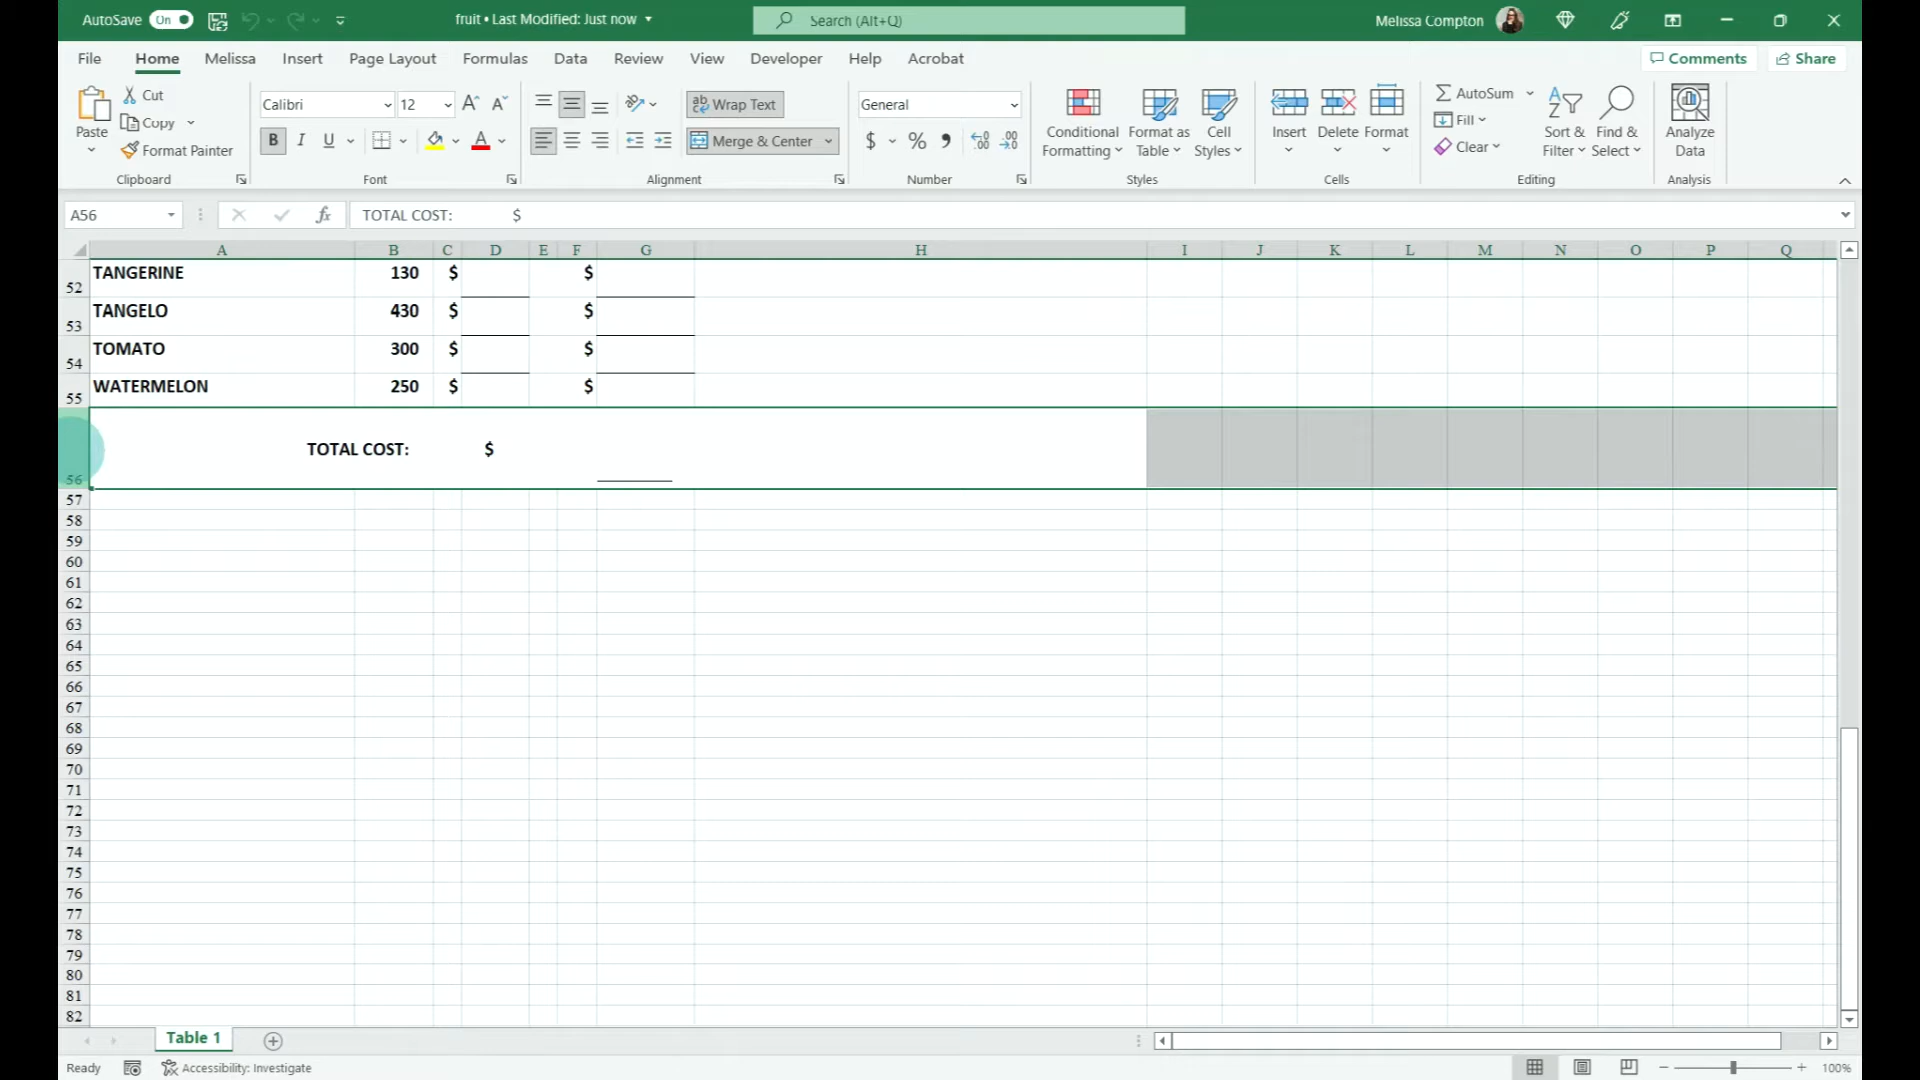 AutoSave On fruit • Last Modified: Just now Search (Alt+Q) Melissa Compton
File Home Melissa Insert Page Layout Formulas Data Review View Developer Help Acrobat Comments Share
Paste Cut Copy Format Painter
Clipboard
Calibri 12
B I U A
Font
Wrap Text
Merge & Center
Alignment
General
$ % ,
Number
Conditional Formatting Format as Table Cell Styles
Styles
Insert Delete Format
Cells
AutoSum
Fill
Clear
Sort & Filter Find & Select
Editing
Analyze Data
Analysis
A56 fx TOTAL COST: $
A B C D E F G H I J K L M N O P Q
52 TANGERINE 130 $ $
53 TANGELO 430 $ $
54 TOMATO 300 $ $
55 WATERMELON 250 $ $
56 TOTAL COST: $
57
58
59
60
61
62
63
64
65
66
67
68
69
70
71
72
73
74
75
76
77
78
79
80
81
82
Table 1
Ready Accessibility: Investigate 100%